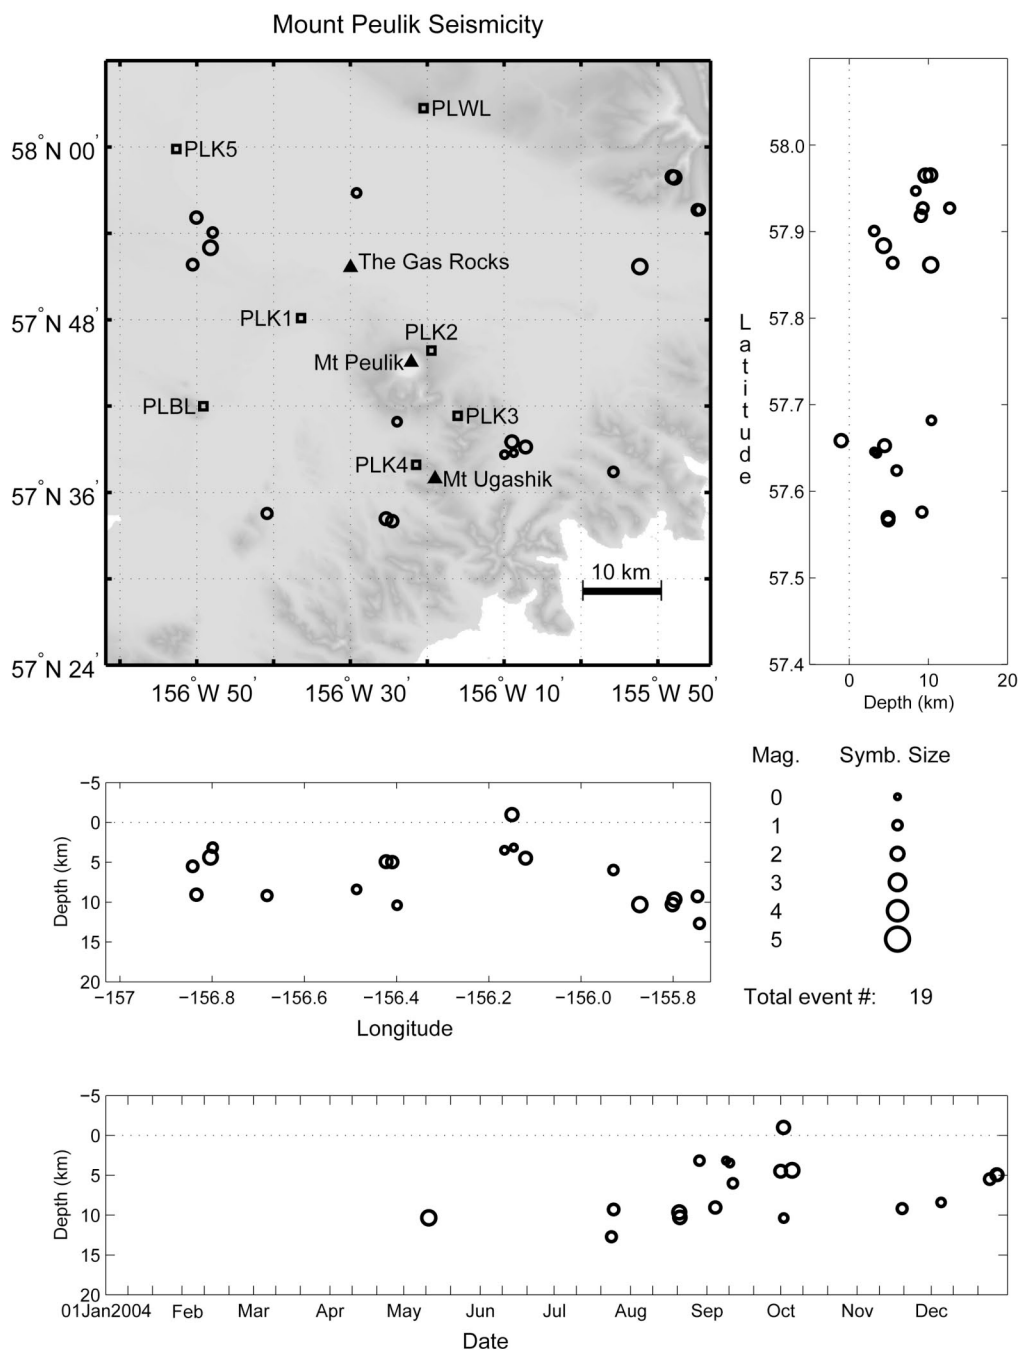 Mount Peulik Seismicity
PLWL
58°N 00'
PLK5
The Gas Rocks
57°N 48'
PLK1
PLK2
Mt Peulik
PLBL
PLK3
PLK4
Mt Ugashik
57°N 36'
10 km
57°N 24'
156°W 50'
156°W 30'
156°W 10'
155°W 50'
58.0
57.9
57.8
57.7
57.6
57.5
57.4
Latitude
0
10
20
Depth (km)
−5
0
5
10
15
20
Depth (km)
−157
−156.8
−156.6
−156.4
−156.2
−156.0
−155.8
Longitude
Mag.
Symb. Size
0
1
2
3
4
5
Total event #: 19
−5
0
5
10
15
20
Depth (km)
01Jan2004
Feb
Mar
Apr
May
Jun
Jul
Aug
Sep
Oct
Nov
Dec
Date